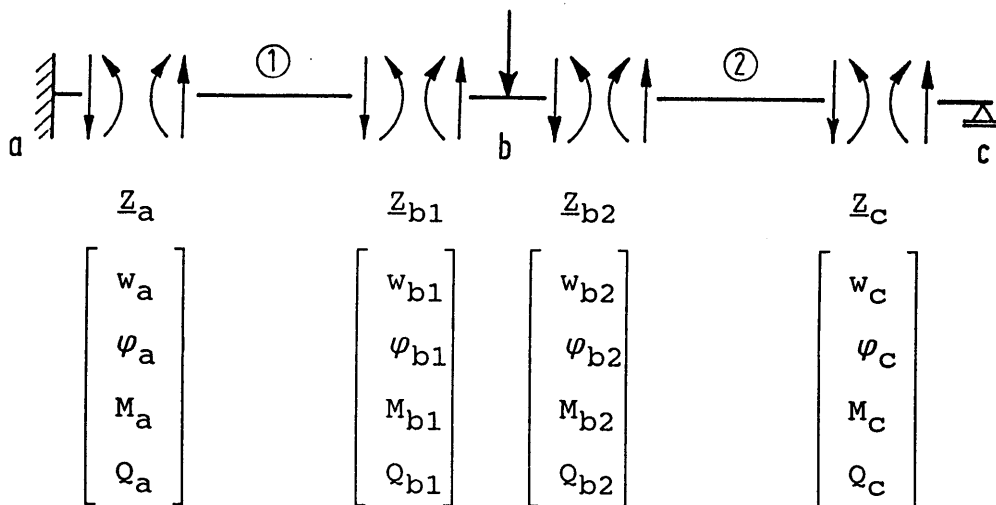 ① ②
a b c
Z_a Z_b1 Z_b2 Z_c
w_a w_b1 w_b2 w_c
φ_a φ_b1 φ_b2 φ_c
M_a M_b1 M_b2 M_c
Q_a Q_b1 Q_b2 Q_c